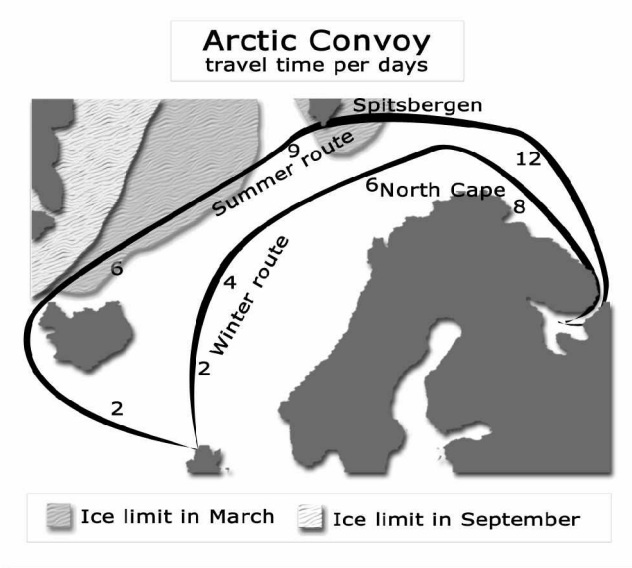 Arctic Convoy
travel time per days
Spitsbergen
9
Summer route
12
6
North Cape
8
6
4
Winter route
2
2
Ice limit in March
Ice limit in September